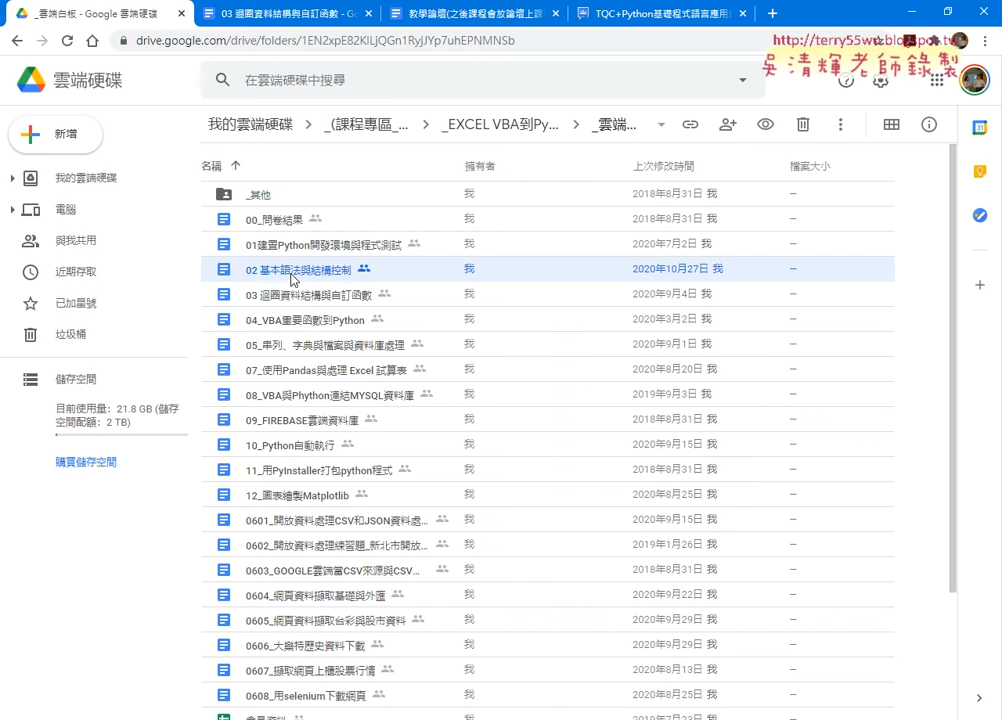 _雲端白板 - Google 雲端硬碟
03 迴圈資料結構與自訂函數 - Go
教學論壇(之後課程會放論壇上課
TQC+Python基礎程式語言應用
drive.google.com/drive/folders/1EN2xpE82KILjQGn1RyjJYp7uhEPNMNSb
http://terry55wu.blogspot.tw
吳清輝老師錄製
雲端硬碟
在雲端硬碟中搜尋
新增
我的雲端硬碟
電腦
與我共用
近期存取
已加星號
垃圾桶
儲存空間
目前使用量: 21.8 GB (儲存
空間配額: 2 TB)
購買儲存空間
我的雲端硬碟 _(課程專區_... _EXCEL VBA到Py... _雲端...
名稱 擁有者 上次修改時間 檔案大小
_其他 我 2018年8月31日 我 –
00_問卷結果 我 2018年8月31日 我 –
01建置Python開發環境與程式測試 我 2020年7月2日 我 –
02 基本語法與結構控制 我 2020年10月27日 我 –
03 迴圈資料結構與自訂函數 我 2020年9月4日 我 –
04_VBA重要函數到Python 我 2020年3月2日 我 –
05_串列、字典與檔案與資料庫處理 我 2020年9月1日 我 –
07_使用Pandas與處理 Excel 試算表 我 2020年8月20日 我 –
08_VBA與Phython連結MYSQL資料庫 我 2019年9月3日 我 –
09_FIREBASE雲端資料庫 我 2018年8月31日 我 –
10_Python自動執行 我 2020年9月15日 我 –
11_用PyInstaller打包python程式 我 2018年8月31日 我 –
12_圖表繪製Matplotlib 我 2020年8月25日 我 –
0601_開放資料處理CSV和JSON資料處... 我 2020年9月15日 我 –
0602_開放資料處理練習題_新北市開放... 我 2019年1月26日 我 –
0603_GOOGLE雲端當CSV來源與CSV... 我 2018年8月31日 我 –
0604_網頁資料擷取基礎與外匯 我 2020年9月22日 我 –
0605_網頁資料擷取台彩與股市資料 我 2020年9月29日 我 –
0606_大樂特歷史資料下載 我 2020年9月29日 我 –
0607_擷取網頁上櫃股票行情 我 2020年8月13日 我 –
0608_用selenium下載網頁 我 2020年8月25日 我 –
會員資料 我 2019年7月23日 我 –